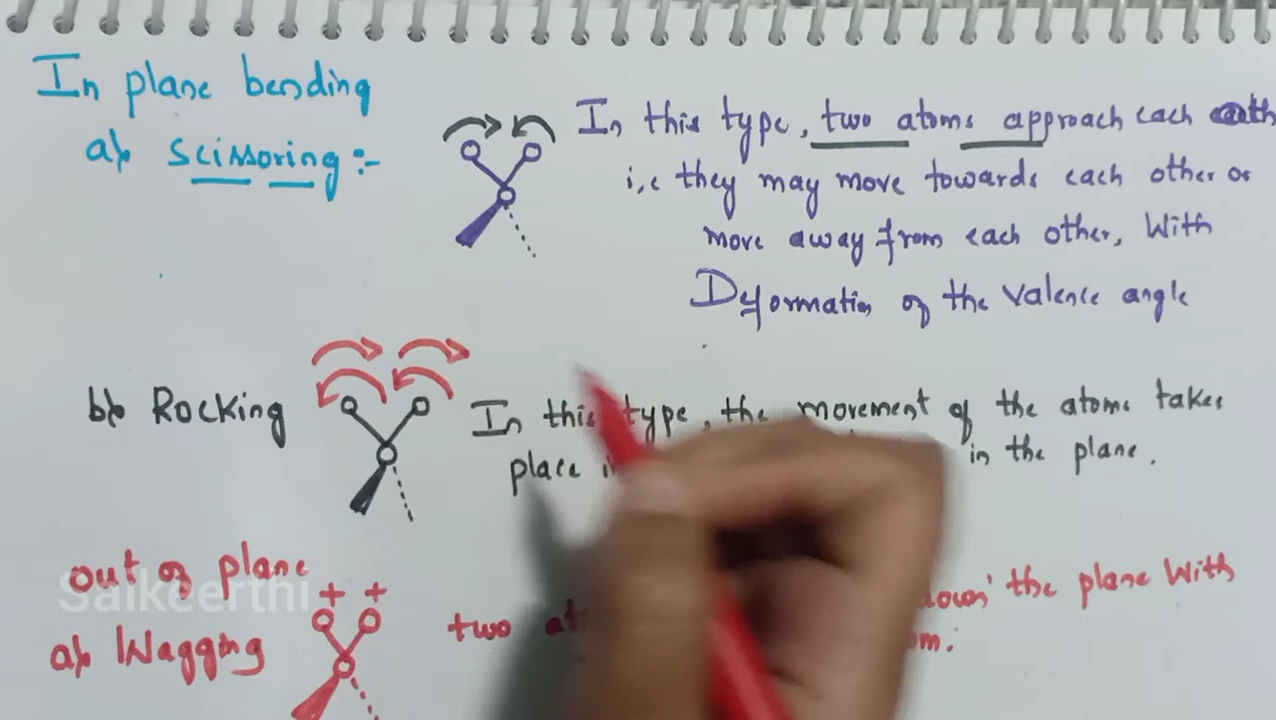 In plane bending
a) Scissoring :-
In this type, two atoms approach each oth
i,e they may move towards each other or
move away from each other, With
Deformation of the Valence angle
b) Rocking
In this type, the movement of the atoms takes
place in the plane.
out of plane
Saikeerthi
a) Wagging
+ +
two the plane With